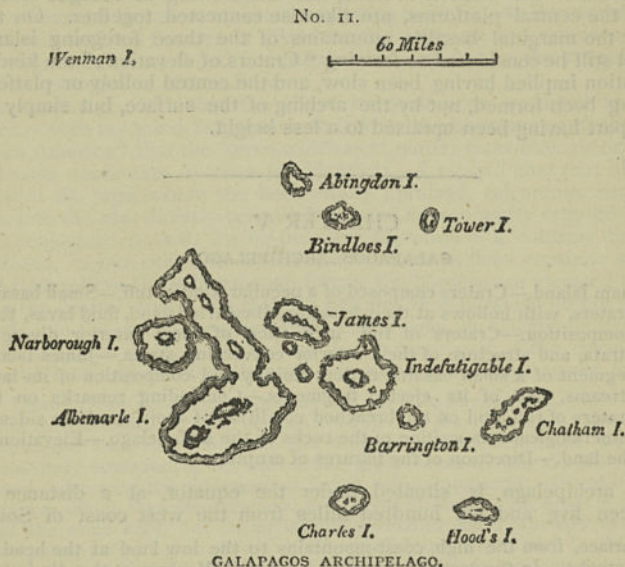 No. 11.
60 Miles
Wenman I.
Abingdon I.
Tower I.
Bindloes I.
James I.
Narborough I.
Indefatigable I.
Albemarle I.
Chatham I.
Barrington I.
Charles I.
Hood's I.
GALAPAGOS ARCHIPELAGO.